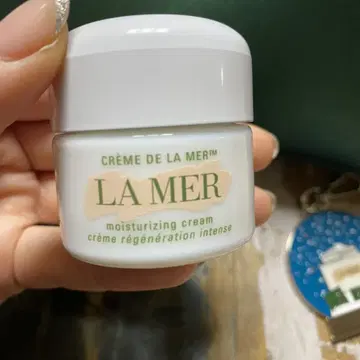 CRÈME DE LA MER™
LA MER
moisturizing cream
crème régénération intense